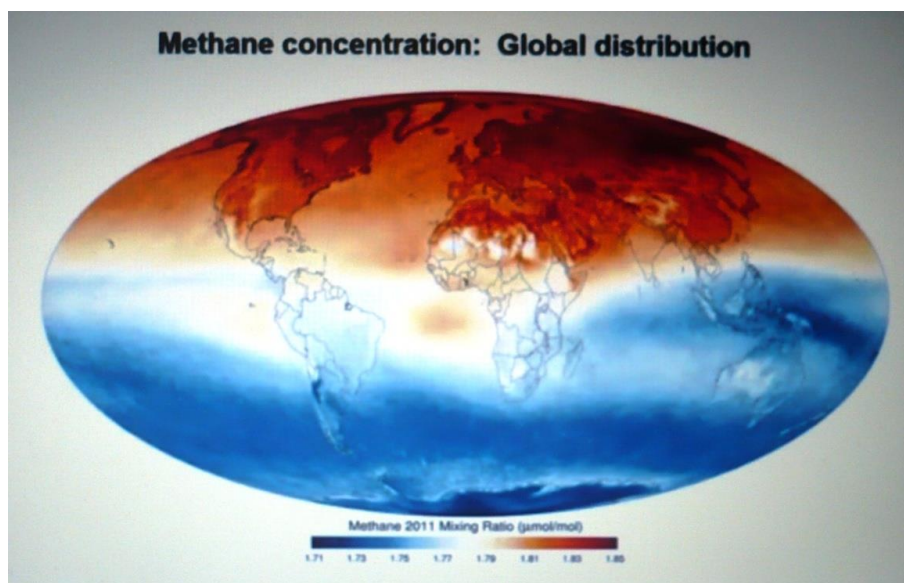 Methane concentration: Global distribution
Methane 2011 Mixing Ratio (μmol/mol)
1.71 1.73 1.75 1.77 1.79 1.81 1.83 1.85